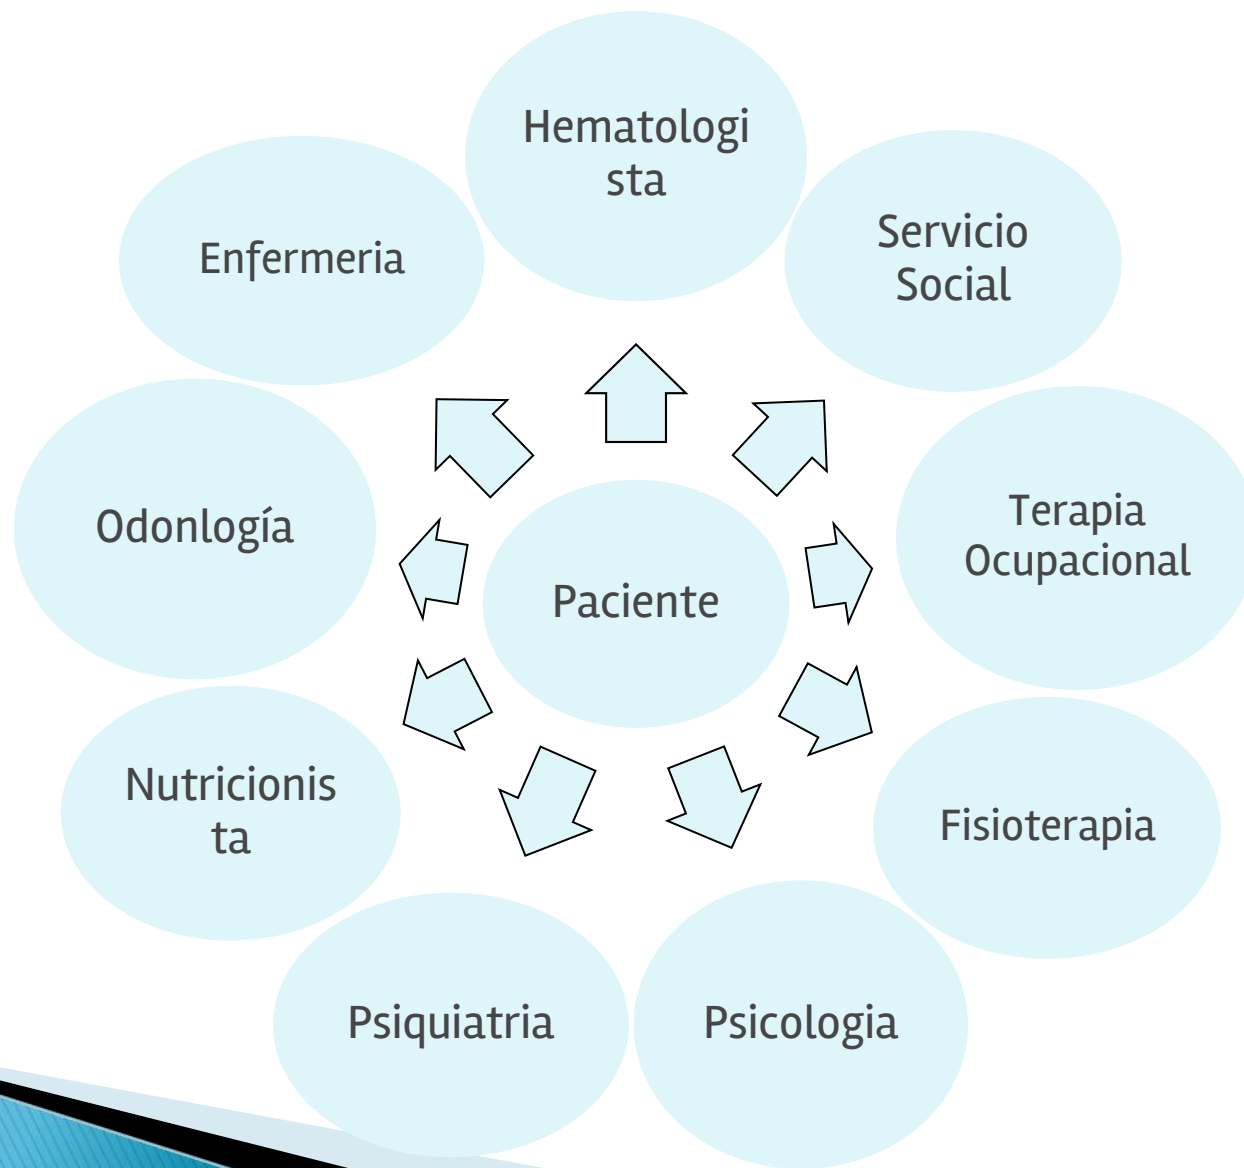 Hematologi
sta
Servicio
Social
Enfermeria
Terapia
Ocupacional
Odonlogía
Paciente
Nutricionis
ta
Fisioterapia
Psiquiatria
Psicologia